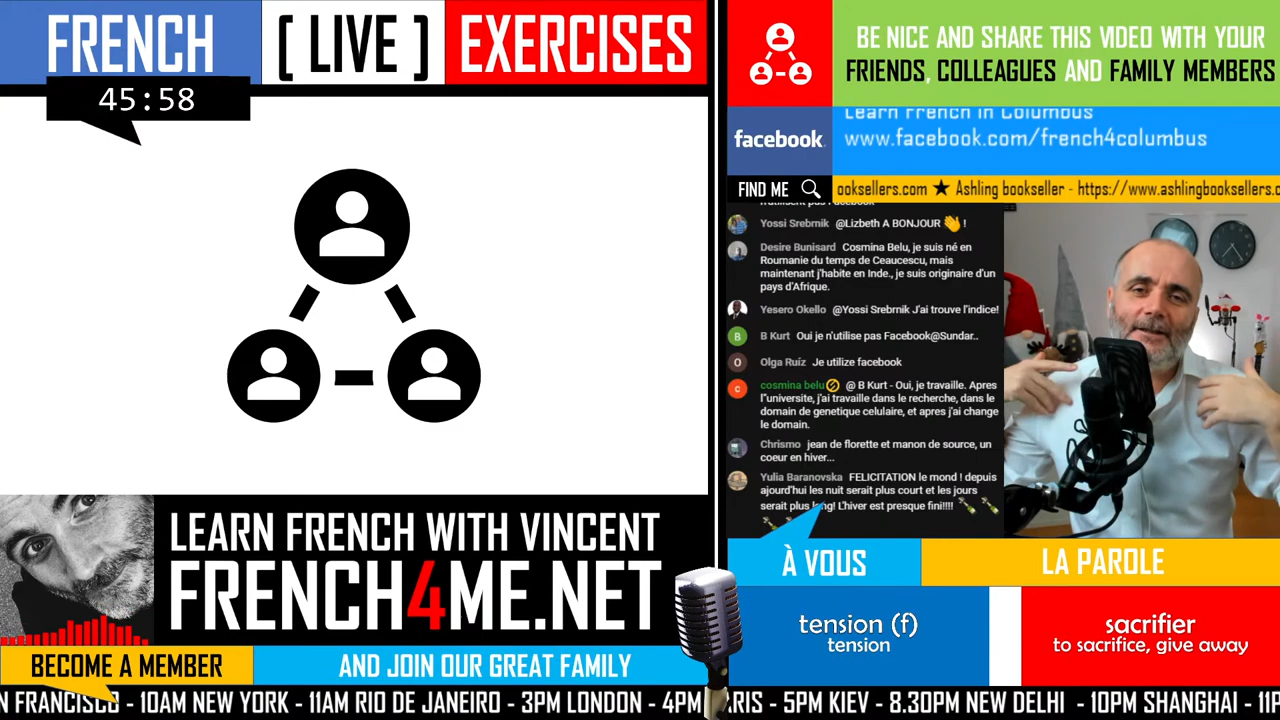 FRENCH
[ LIVE ]
EXERCISES
45:58
BE NICE AND SHARE THIS VIDEO WITH YOUR
FRIENDS, COLLEAGUES AND FAMILY MEMBERS
facebook
Learn French in Columbus
www.facebook.com/french4columbus
FIND ME
ooksellers.com ★ Ashling bookseller - https://www.ashlingbooksellers.c
n'utilisent pas Facebook
Yossi Srebrnik @Lizbeth A BONJOUR 👋 !
Desire Bunisard Cosmina Belu, je suis né en
Roumanie du temps de Ceaucescu, mais
maintenant j'habite en Inde., je suis originaire d'un
pays d'Afrique.
Yesero Okello @Yossi Srebrnik J'ai trouve l'indice!
B Kurt Oui je n'utilise pas Facebook@Sundar..
Olga Ruíz Je utilize facebook
cosmina belu @ B Kurt - Oui, je travaille. Apres
l"universite, j'ai travaille dans le recherche, dans le
domain de genetique celulaire, et apres j'ai change
le domain.
Chrismo jean de florette et manon de source, un
coeur en hiver...
Yulia Baranovska FELICITATION le mond ! depuis
ajourd'hui les nuit serait plus court et les jours
serait plus long! L'hiver est presque fini!!!!
LEARN FRENCH WITH VINCENT
FRENCH4ME.NET
À VOUS
LA PAROLE
tension (f)
tension
sacrifier
to sacrifice, give away
BECOME A MEMBER
AND JOIN OUR GREAT FAMILY
N FRANCISCO - 10AM NEW YORK - 11AM RIO DE JANEIRO - 3PM LONDON - 4PM RIS - 5PM KIEV - 8.30PM NEW DELHI - 10PM SHANGHAI - 11P